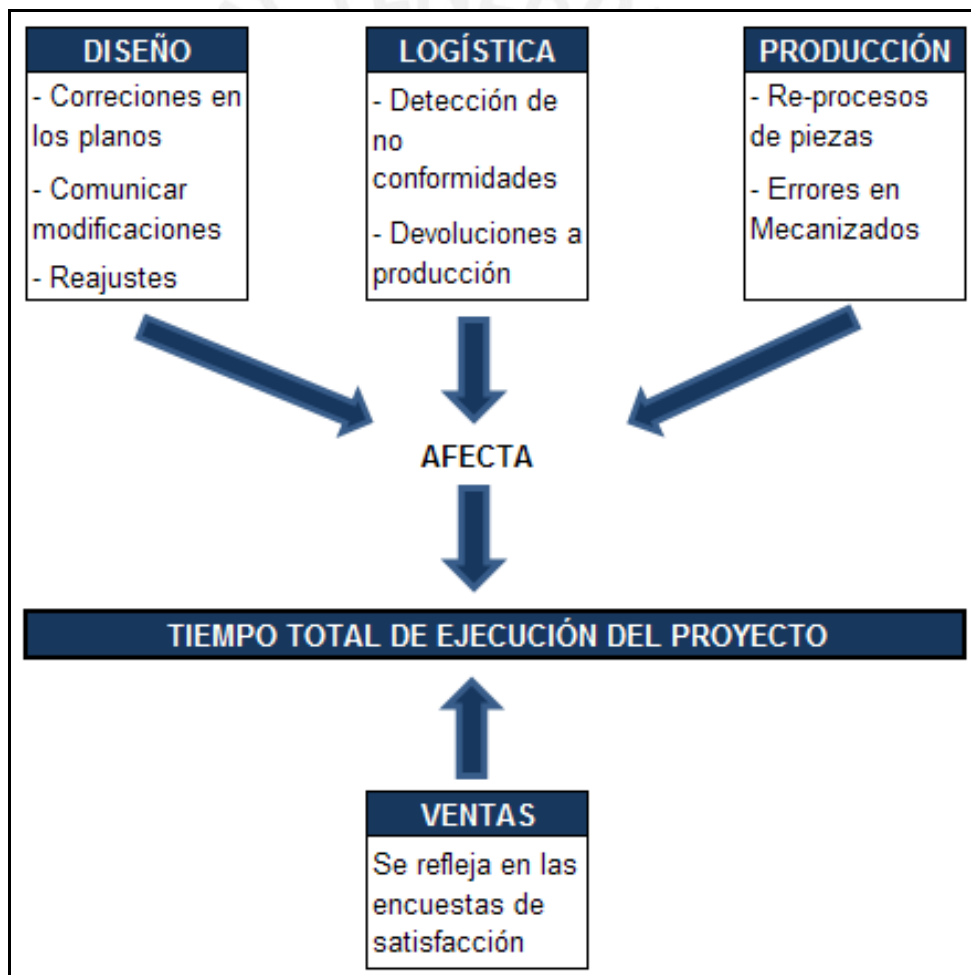 DISEÑO
- Correciones en
los planos
- Comunicar
modificaciones
- Reajustes
LOGÍSTICA
- Detección de
no
conformidades
- Devoluciones a
producción
PRODUCCIÓN
- Re-procesos
de piezas
- Errores en
Mecanizados
AFECTA
TIEMPO TOTAL DE EJECUCIÓN DEL PROYECTO
VENTAS
Se refleja en las
encuestas de
satisfacción